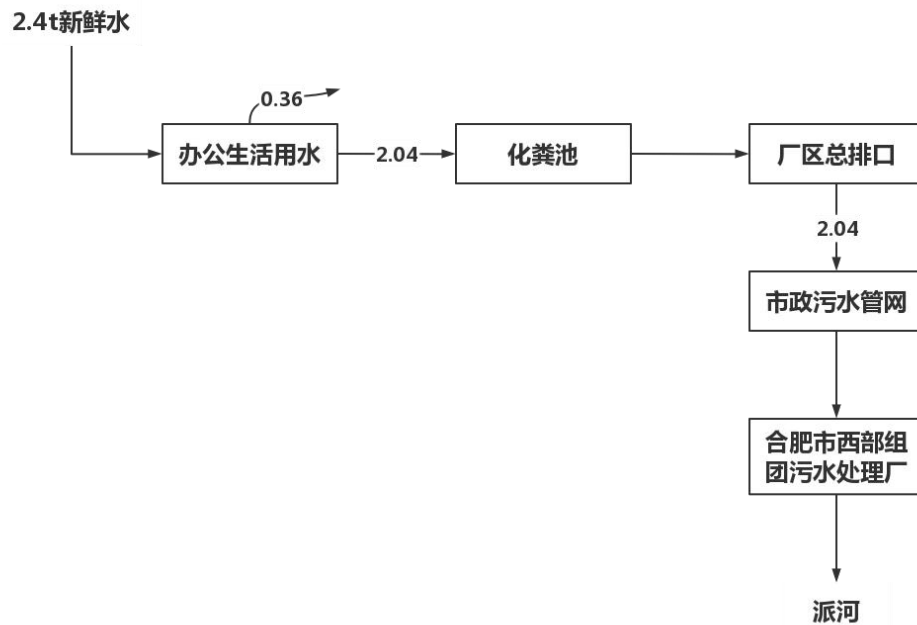 2.4t新鲜水
0.36
办公生活用水
2.04
化粪池
厂区总排口
2.04
市政污水管网
合肥市西部组
团污水处理厂
派河